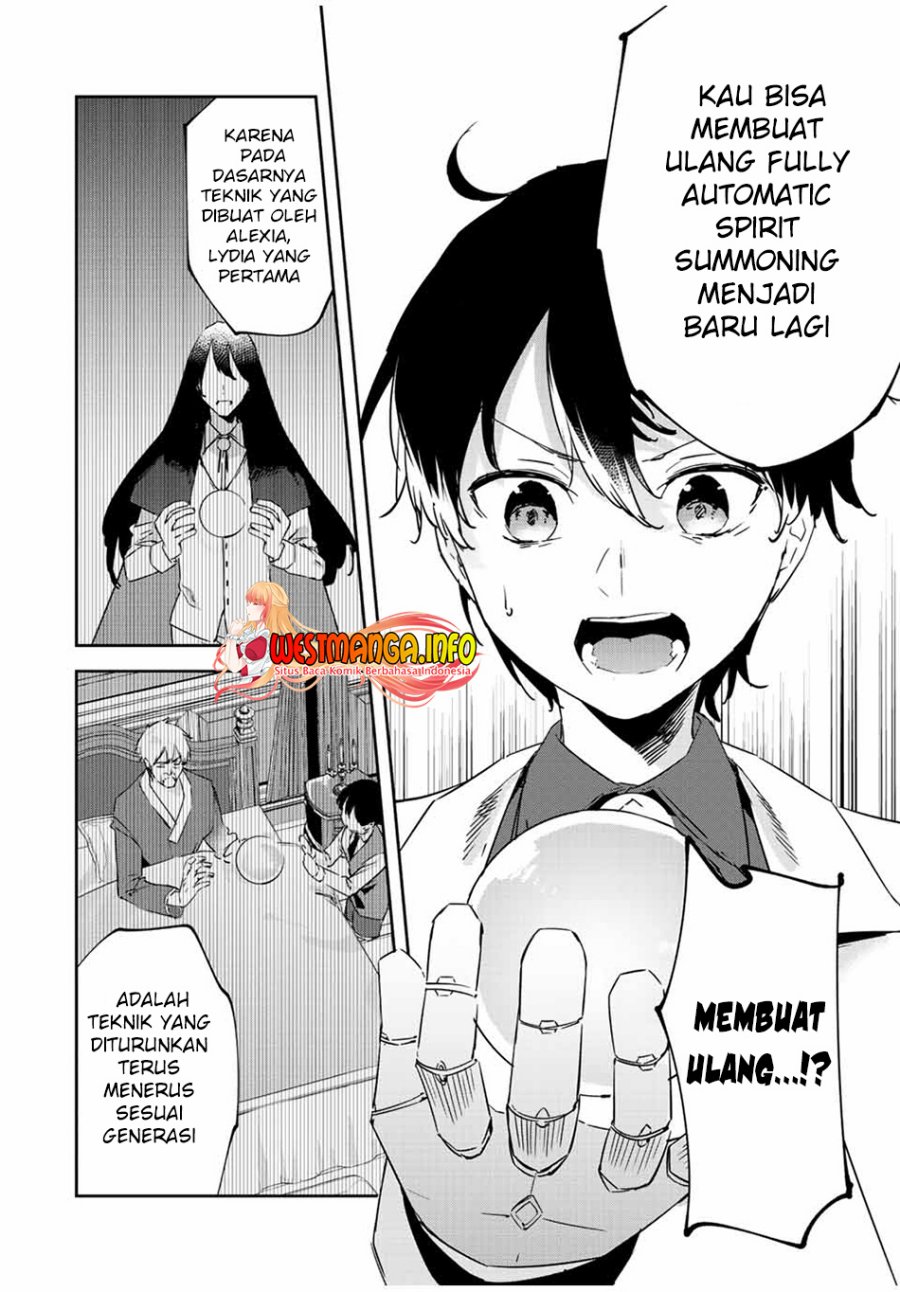 KAU BISA
MEMBUAT
ULANG FULLY
AUTOMATIC
SPIRIT
SUMMONING
MENJADI
BARU LAGI
MEMBUAT
ULANG...!?
KARENA
PADA
DASARNYA
TEKNIK YANG
DIBUAT OLEH
ALEXIA,
LYDIA YANG
PERTAMA
WESTMANGA.INFO
Situs Baca Komik Berbahasa Indonesia
ADALAH
TEKNIK YANG
DITURUNKAN
TERUS
MENERUS
SESUAI
GENERASI